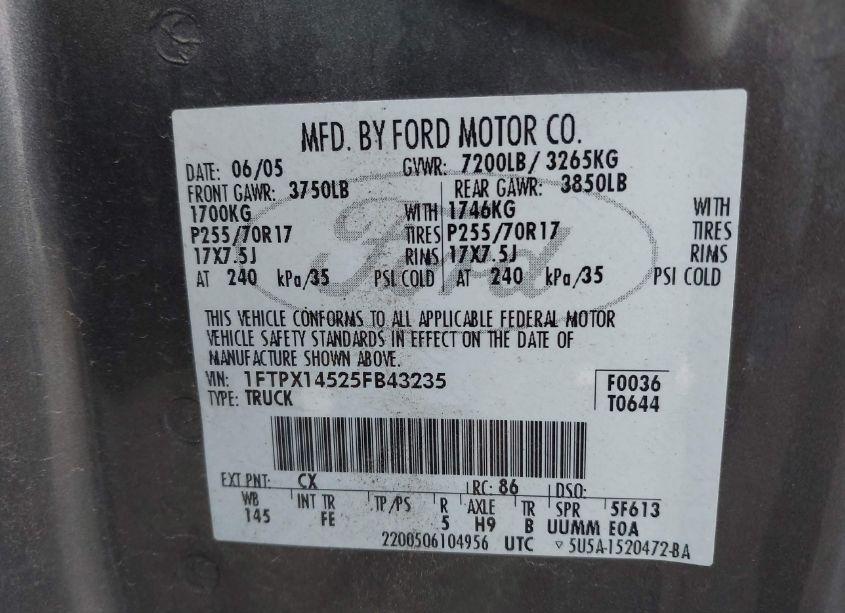 MFD. BY FORD MOTOR CO.
DATE: 06/05 GVWR: 7200LB/ 3265KG
FRONT GAWR: 3750LB REAR GAWR: 3850LB
1700KG WITH 1746KG WITH
P255/70R17 TIRES P255/70R17 TIRES
17X7.5J RIMS 17X7.5J RIMS
AT 240 kPa/35 PSI COLD AT 240 kPa/35 PSI COLD
Ford
THIS VEHICLE CONFORMS TO ALL APPLICABLE FEDERAL MOTOR
VEHICLE SAFETY STANDARDS IN EFFECT ON THE DATE OF
MANUFACTURE SHOWN ABOVE.
VIN: 1FTPX14525FB43235 F0036
TYPE: TRUCK T0644
EXT PNT: CX RC: 86 DSO:
WB INT TR TP/PS R AXLE TR SPR 5F613
145 FE 5 H9 B UUMM EOA
2200506104956 UTC ▽ 5U5A-1520472-BA